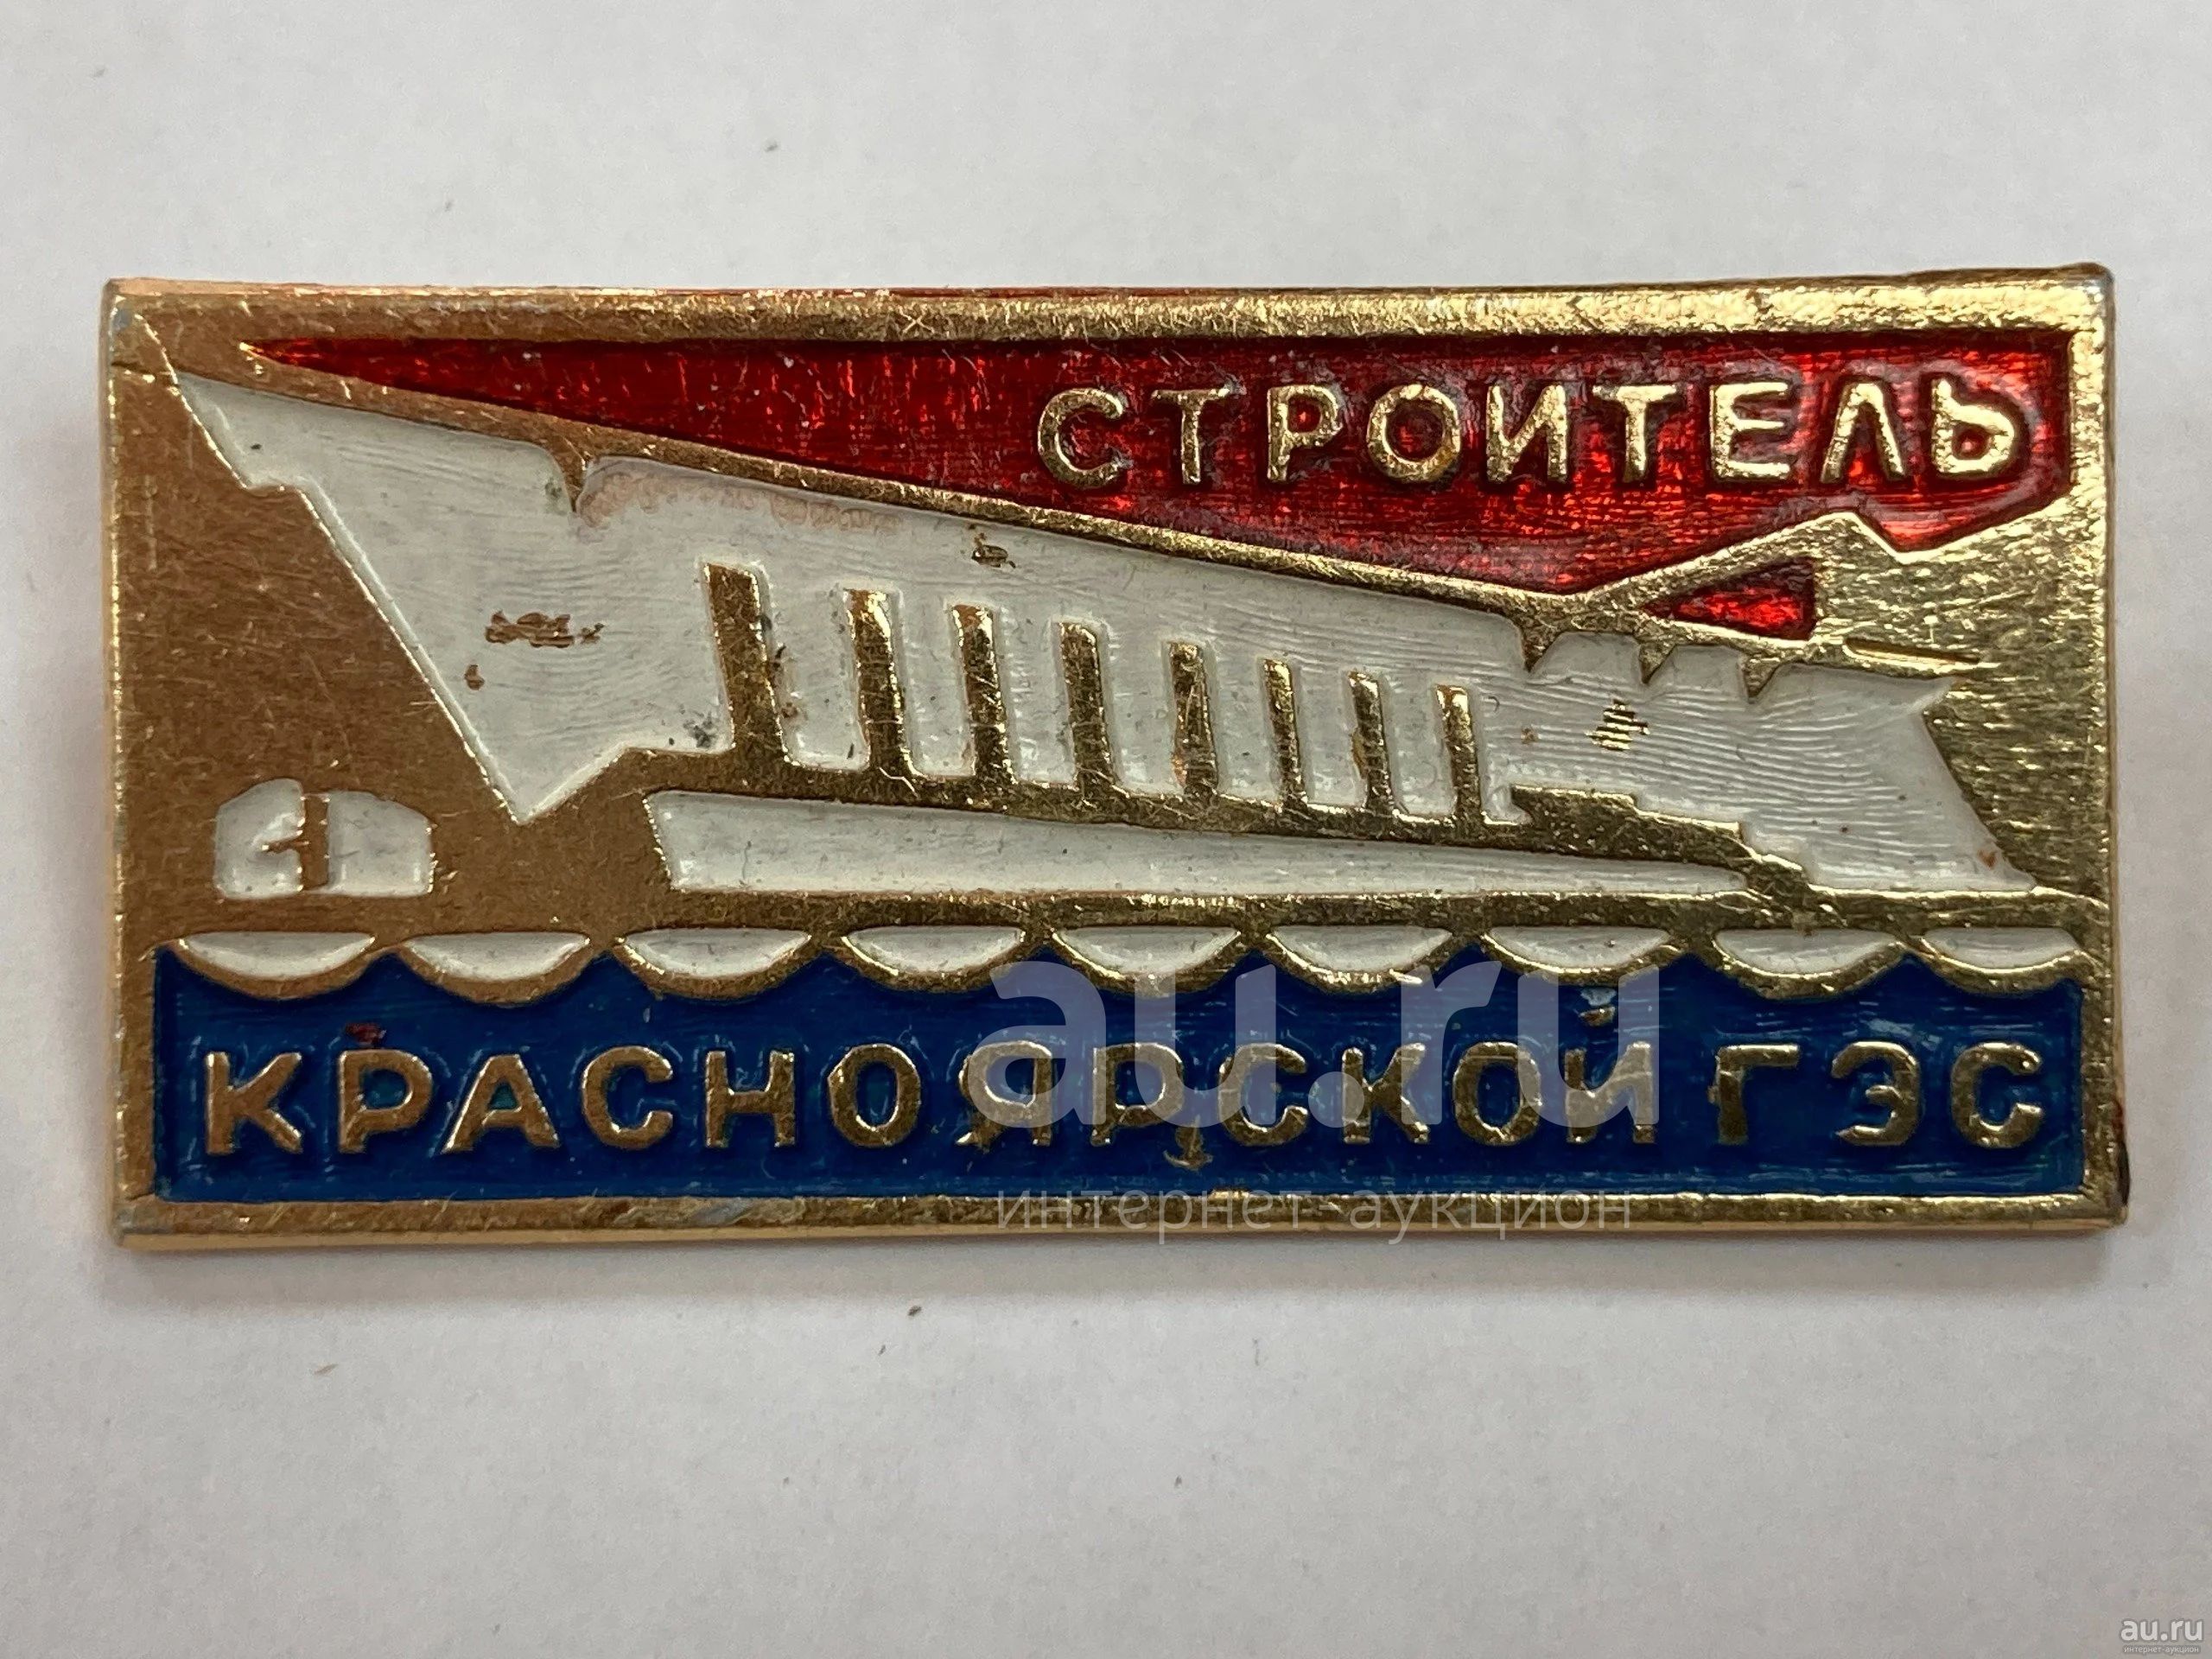 СТРОИТЕЛЬ
КРАСНОЯРСКОЙ ГЭС
au.ru
интернет-аукцион
au.ru
интернет-аукцион